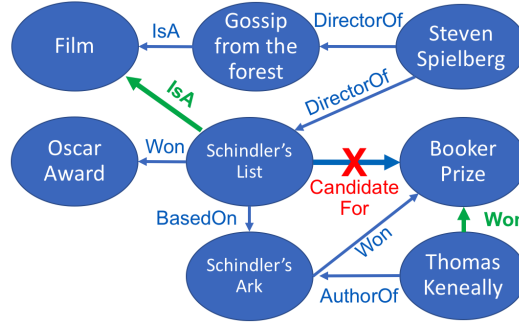 Film
IsA
Gossip
from the
forest
DirectorOf
Steven
Spielberg
IsA
DirectorOf
Oscar
Award
Won
Schindler's
List
X
Candidate
For
Booker
Prize
BasedOn
Won
Won
Schindler's
Ark
AuthorOf
Thomas
Keneally